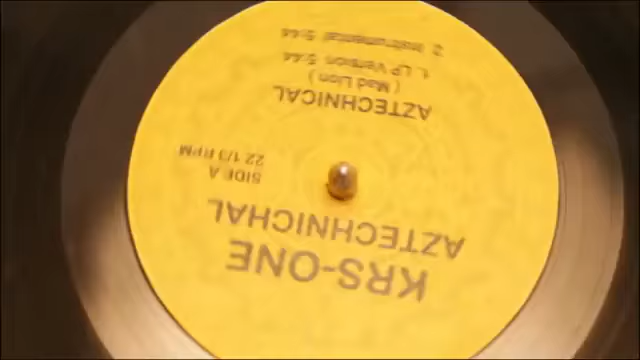 KRS-ONE
AZTECHNICHAL
SIDE A
22 1/3 RPM
AZTECHNICAL
( Mad Lion )
1. LP Version 5:44
2. Instrumental 5:44